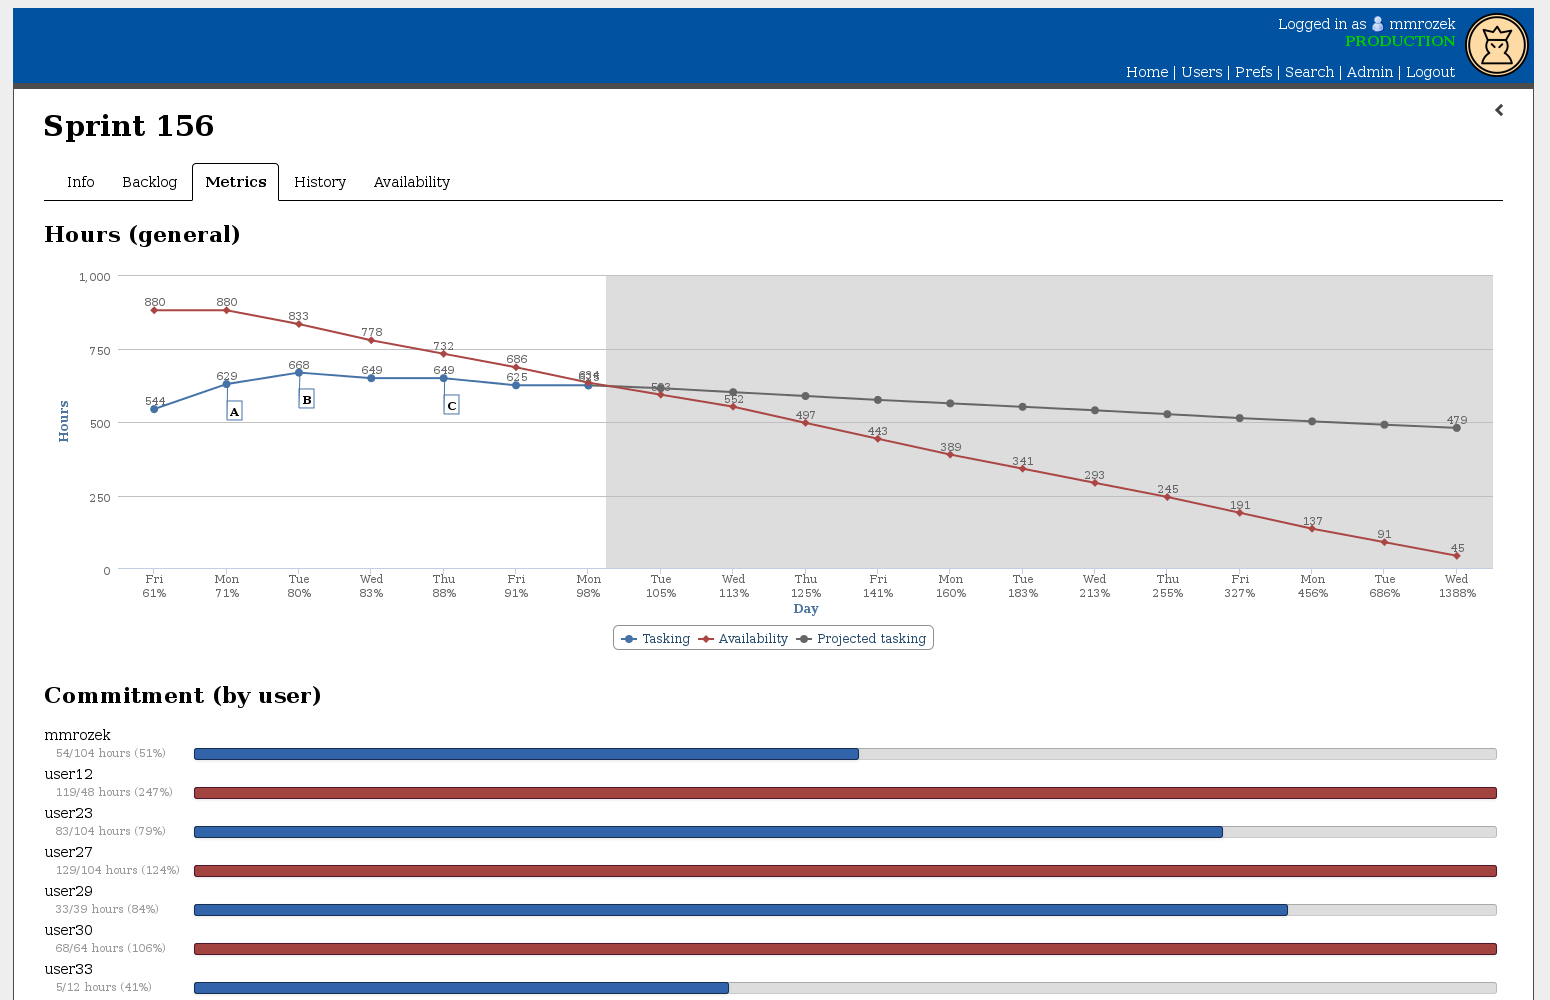 Logged in as mmrozek
PRODUCTION
Home | Users | Prefs | Search | Admin | Logout
Sprint 156
Info Backlog Metrics History Availability
Hours (general)
1,000
750
500
250
0
Hours
880 880 833 778 732 686 634 593 552 497 443 389 341 293 245 191 137 91 45
544 629 668 649 649 625 625 479
A B C
Fri Mon Tue Wed Thu Fri Mon Tue Wed Thu Fri Mon Tue Wed Thu Fri Mon Tue Wed
61% 71% 80% 83% 88% 91% 98% 105% 113% 125% 141% 160% 183% 213% 255% 327% 456% 686% 1388%
Day
Tasking Availability Projected tasking
Commitment (by user)
mmrozek
54/104 hours (51%)
user12
119/48 hours (247%)
user23
83/104 hours (79%)
user27
129/104 hours (124%)
user29
33/39 hours (84%)
user30
68/64 hours (106%)
user33
5/12 hours (41%)